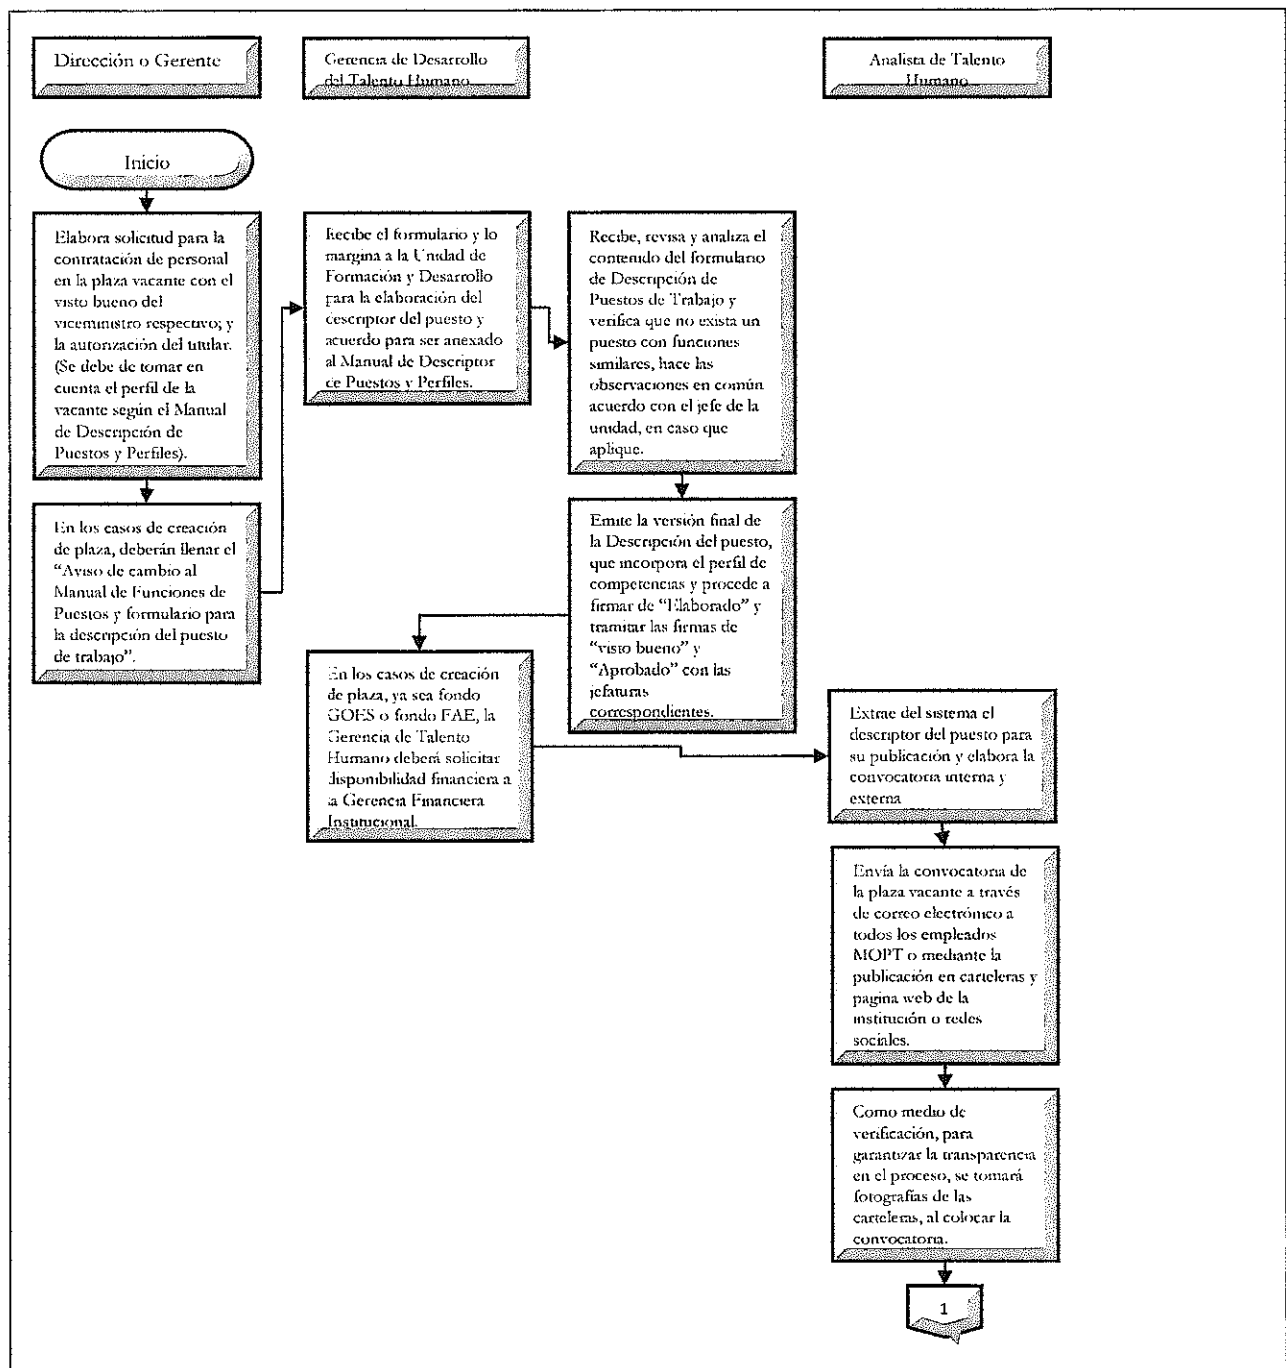 Dirección o Gerente
Gerencia de Desarrollo
del Talento Humano
Analista de Talento
Humano
Inicio
Elabora solicitud para la
contratación de personal
en la plaza vacante con el
visto bueno del
viceministro respectivo; y
la autorización del titular.
(Se debe de tomar en
cuenta el perfil de la
vacante según el Manual
de Descripción de
Puestos y Perfiles).
En los casos de creación
de plaza, deberán llenar el
“Aviso de cambio al
Manual de Funciones de
Puestos y formulario para
la descripción del puesto
de trabajo”.
Recibe el formulario y lo
margina a la Unidad de
Formación y Desarrollo
para la elaboración del
descriptor del puesto y
acuerdo para ser anexado
al Manual de Descriptor
de Puestos y Perfiles.
Recibe, revisa y analiza el
contenido del formulario
de Descripción de
Puestos de Trabajo y
verifica que no exista un
puesto con funciones
similares, hace las
observaciones en común
acuerdo con el jefe de la
unidad, en caso que
aplique.
Emite la versión final de
la Descripción del puesto,
que incorpora el perfil de
competencias y procede a
firmar de “Elaborado” y
tramitar las firmas de
“visto bueno” y
“Aprobado” con las
jefaturas
correspondientes.
En los casos de creación
de plaza, ya sea fondo
GOES o fondo FAE, la
Gerencia de Talento
Humano deberá solicitar
disponibilidad financiera a
la Gerencia Financiera
Institucional.
Extrae del sistema el
descriptor del puesto para
su publicación y elabora la
convocatoria interna y
externa
Envía la convocatoria de
la plaza vacante a través
de correo electrónico a
todos los empleados
MOPT o mediante la
publicación en carteleras y
pagina web de la
institución o redes
sociales.
Como medio de
verificación, para
garantizar la transparencia
en el proceso, se tomará
fotografías de las
carteleras, al colocar la
convocatoria.
1